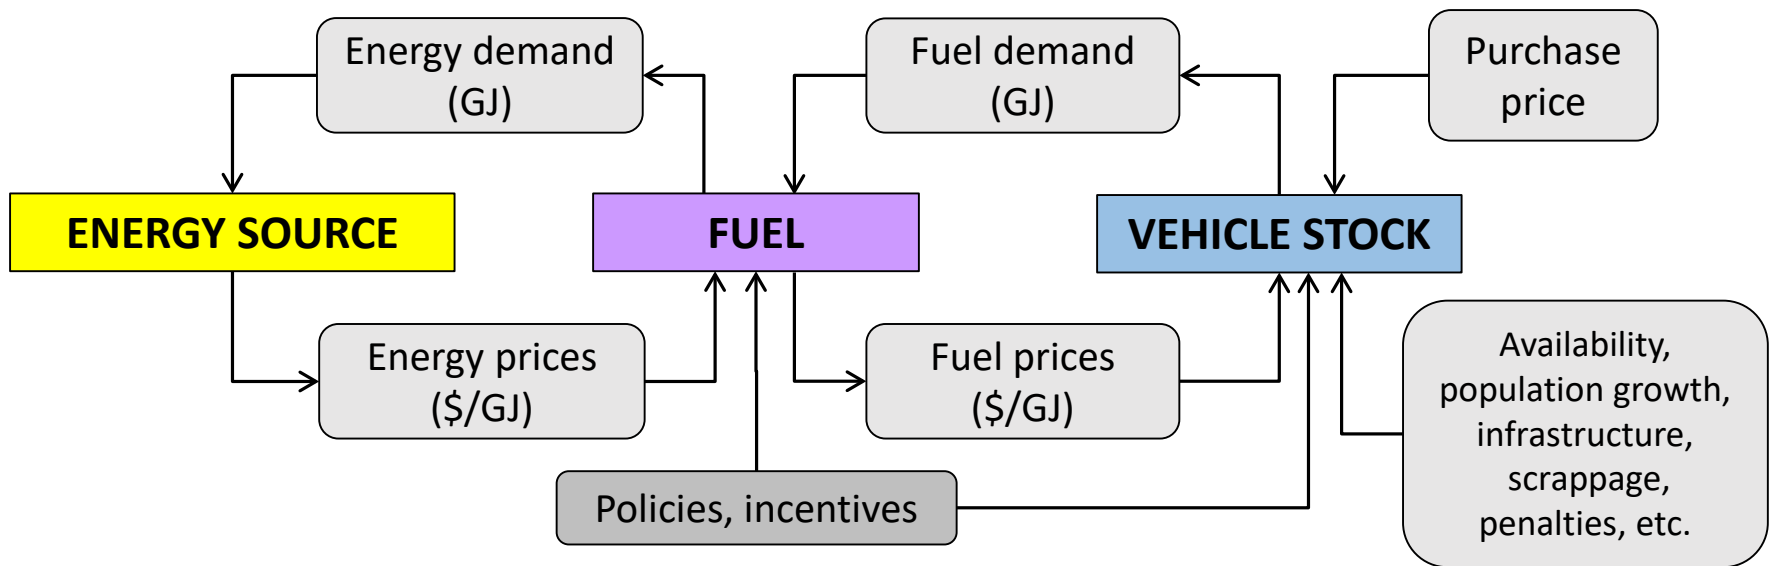 Energy demand
(GJ)
Fuel demand
(GJ)
Purchase
price
ENERGY SOURCE
FUEL
VEHICLE STOCK
Energy prices
($/GJ)
Fuel prices
($/GJ)
Availability,
population growth,
infrastructure,
scrappage,
penalties, etc.
Policies, incentives